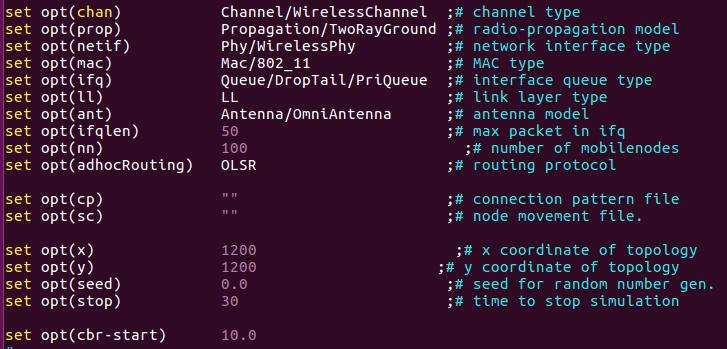 set opt(chan) Channel/WirelessChannel ;# channel type
set opt(prop) Propagation/TwoRayGround ;# radio-propagation model
set opt(netif) Phy/WirelessPhy ;# network interface type
set opt(mac) Mac/802_11 ;# MAC type
set opt(ifq) Queue/DropTail/PriQueue ;# interface queue type
set opt(ll) LL ;# link layer type
set opt(ant) Antenna/OmniAntenna ;# antenna model
set opt(ifqlen) 50 ;# max packet in ifq
set opt(nn) 100 ;# number of mobilenodes
set opt(adhocRouting) OLSR ;# routing protocol
set opt(cp) "" ;# connection pattern file
set opt(sc) "" ;# node movement file.
set opt(x) 1200 ;# x coordinate of topology
set opt(y) 1200 ;# y coordinate of topology
set opt(seed) 0.0 ;# seed for random number gen.
set opt(stop) 30 ;# time to stop simulation
set opt(cbr-start) 10.0